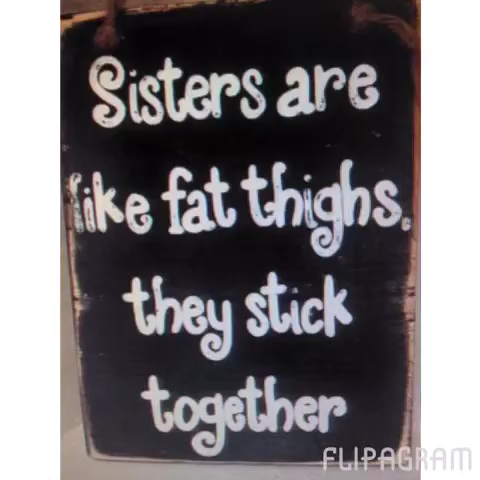 Sisters are
like fat thighs.
they stick
together
FLIPAGRAM